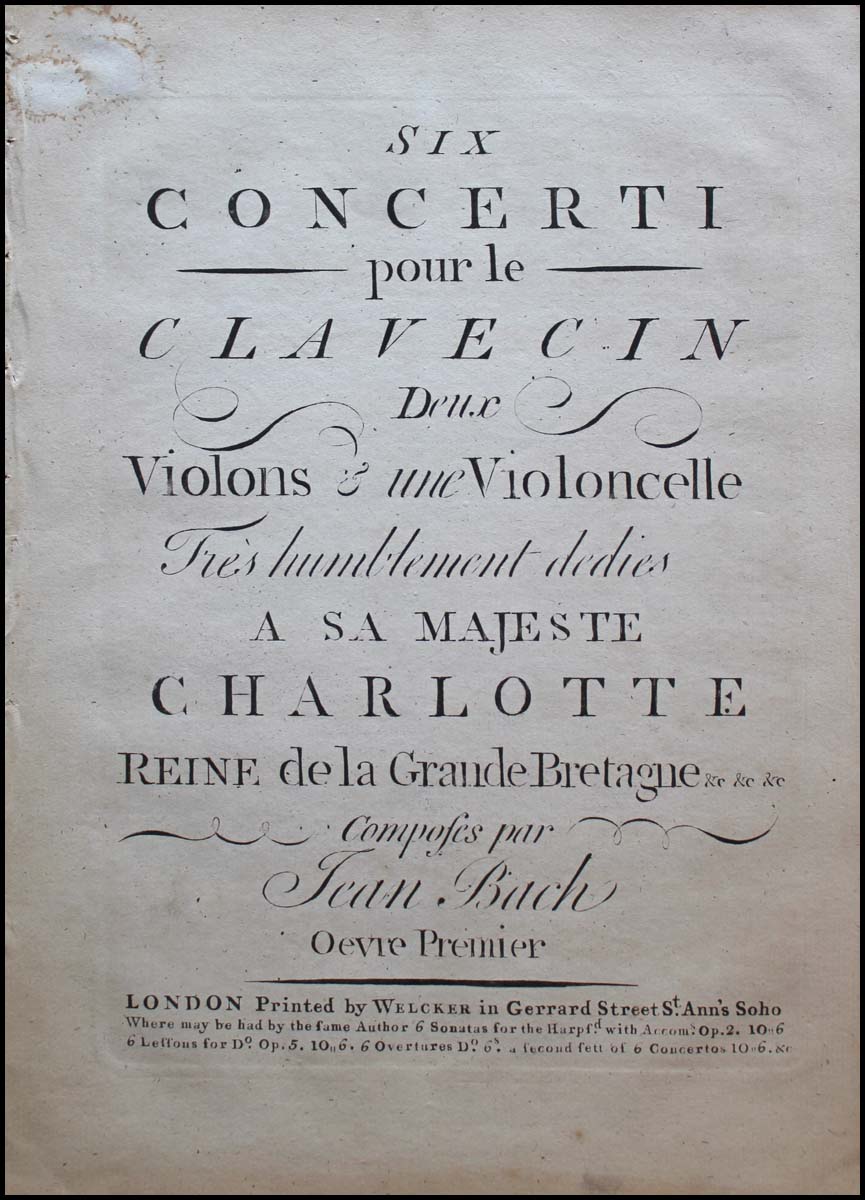 SIX
CONCERTI
pour le
CLAVECIN
Deux
Violons & une Violoncelle
Très humblement dedies
A SA MAJESTE
CHARLOTTE
REINE de la Grande Bretagne &c &c &c
Composes par
Jean Bach
Oevre Premier
LONDON Printed by WELCKER in Gerrard Street St. Ann's Soho
Where may be had by the same Author 6 Sonatas for the Harpsd. with Accomts. Op. 2. 10"6
6 Lessons for Do. Op. 5. 10"6. 6 Overtures Do. 6s. a second sett of 6 Concertos 10"6. &c